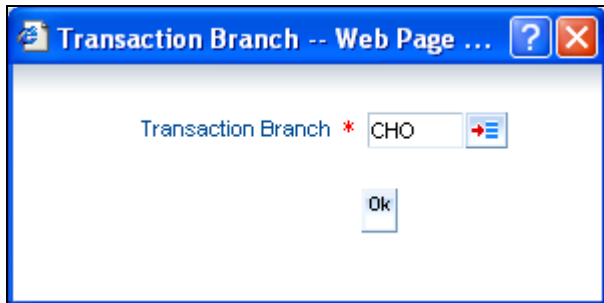 Transaction Branch -- Web Page ...
Transaction Branch * CHO
Ok